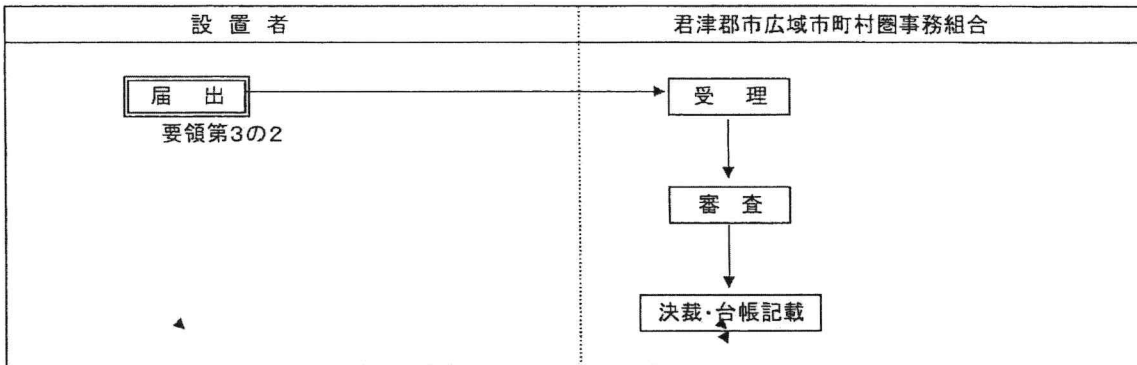 設置者
君津郡市広域市町村圏事務組合
届出
受理
要領第3の2
審査
決裁・台帳記載